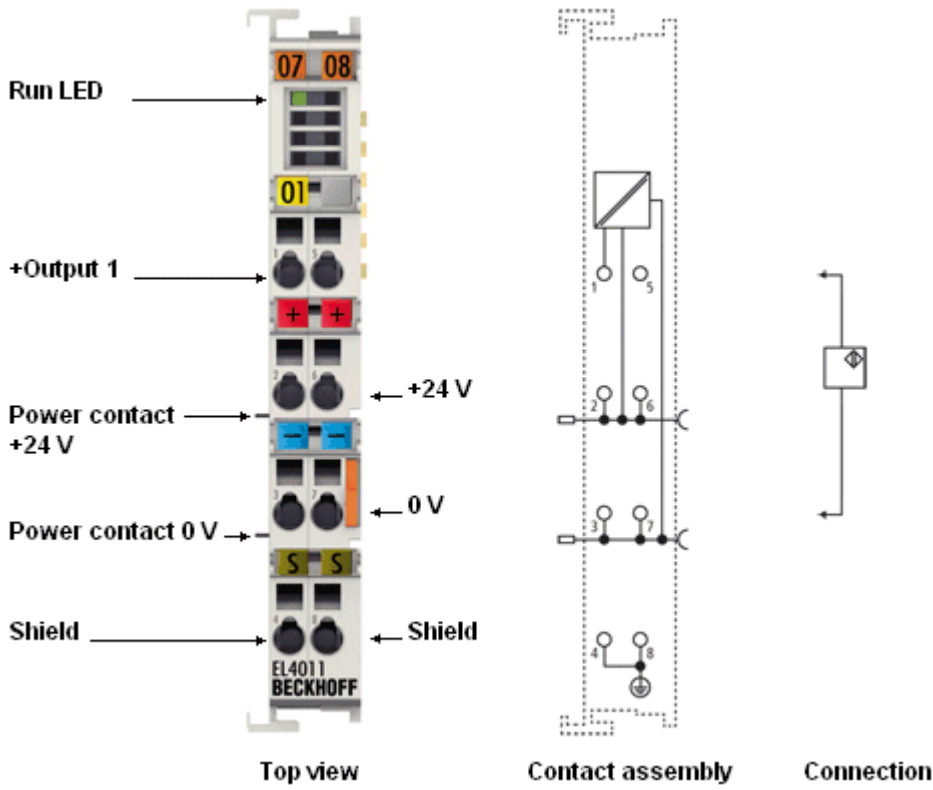 07 08
Run LED
01
+Output 1
1 5
+ +
2 6
+24 V
Power contact
+24 V
− −
3 7
0 V
Power contact 0 V
S S
4 8
Shield
Shield
EL4011
BECKHOFF
Top view
1 5
2 6
3 7
4 8
Contact assembly
Connection